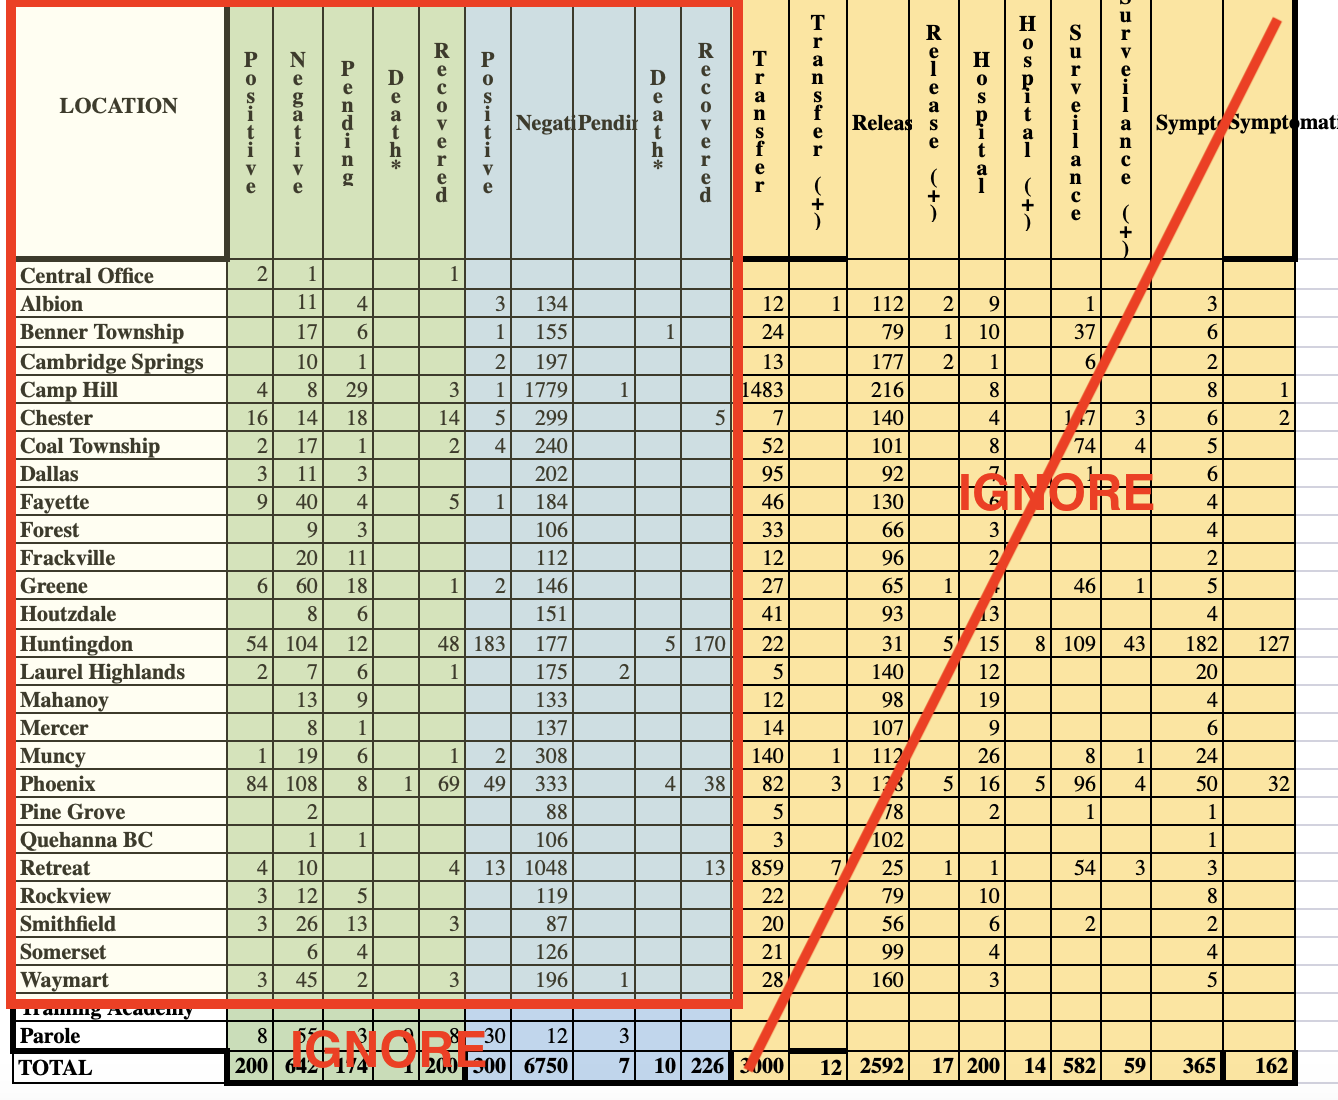 LOCATION Positive Negative Pending Death* Recovered Positive Negati Pendin Death* Recovered Transfer Transfer (+) Releas Release (+) Hospital Hospital (+) Surveilance Surveilance (+) Sympto Symptomati
Central Office 2 1 1
Albion 11 4 3 134 12 1 112 2 9 1 3
Benner Township 17 6 1 155 1 24 79 1 10 37 6
Cambridge Springs 10 1 2 197 13 177 2 1 6 2
Camp Hill 4 8 29 3 1 1779 1 1483 216 8 8 1
Chester 16 14 18 14 5 299 5 7 140 4 147 3 6 2
Coal Township 2 17 1 2 4 240 52 101 8 74 4 5
Dallas 3 11 3 202 95 92 7 1 6
IGNORE
Fayette 9 40 4 5 1 184 46 130 6 4
Forest 9 3 106 33 66 3 4
Frackville 20 11 112 12 96 2 2
Greene 6 60 18 1 2 146 27 65 1 46 1 5
Houtzdale 8 6 151 41 93 13 4
Huntingdon 54 104 12 48 183 177 5 170 22 31 5 15 8 109 43 182 127
Laurel Highlands 2 7 6 1 175 2 5 140 12 20
Mahanoy 13 9 133 12 98 19 4
Mercer 8 1 137 14 107 9 6
Muncy 1 19 6 1 2 308 140 1 112 26 8 1 24
Phoenix 84 108 8 1 69 49 333 4 38 82 3 138 5 16 5 96 4 50 32
Pine Grove 2 88 5 78 2 1 1
Quehanna BC 1 1 106 3 102 1
Retreat 4 10 4 13 1048 13 859 7 25 1 1 54 3 3
Rockview 3 12 5 119 22 79 10 8
Smithfield 3 26 13 3 87 20 56 6 2 2
Somerset 6 4 126 21 99 4 4
Waymart 3 45 2 3 196 1 28 160 3 5
Training Academy
Parole 8 55 3 0 8 30 12 3
IGNORE
TOTAL 200 642 174 1 200 300 6750 7 10 226 3000 12 2592 17 200 14 582 59 365 162